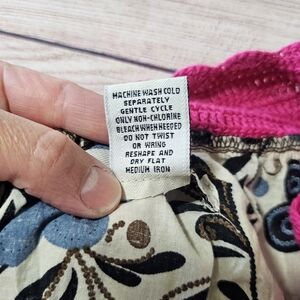 MACHINE WASH COLD
SEPARATELY
GENTLE CYCLE
ONLY NON-CHLORINE
BLEACH WHEN NEEDED
DO NOT TWIST
OR WRING
RESHAPE AND
DRY FLAT
MEDIUM IRON